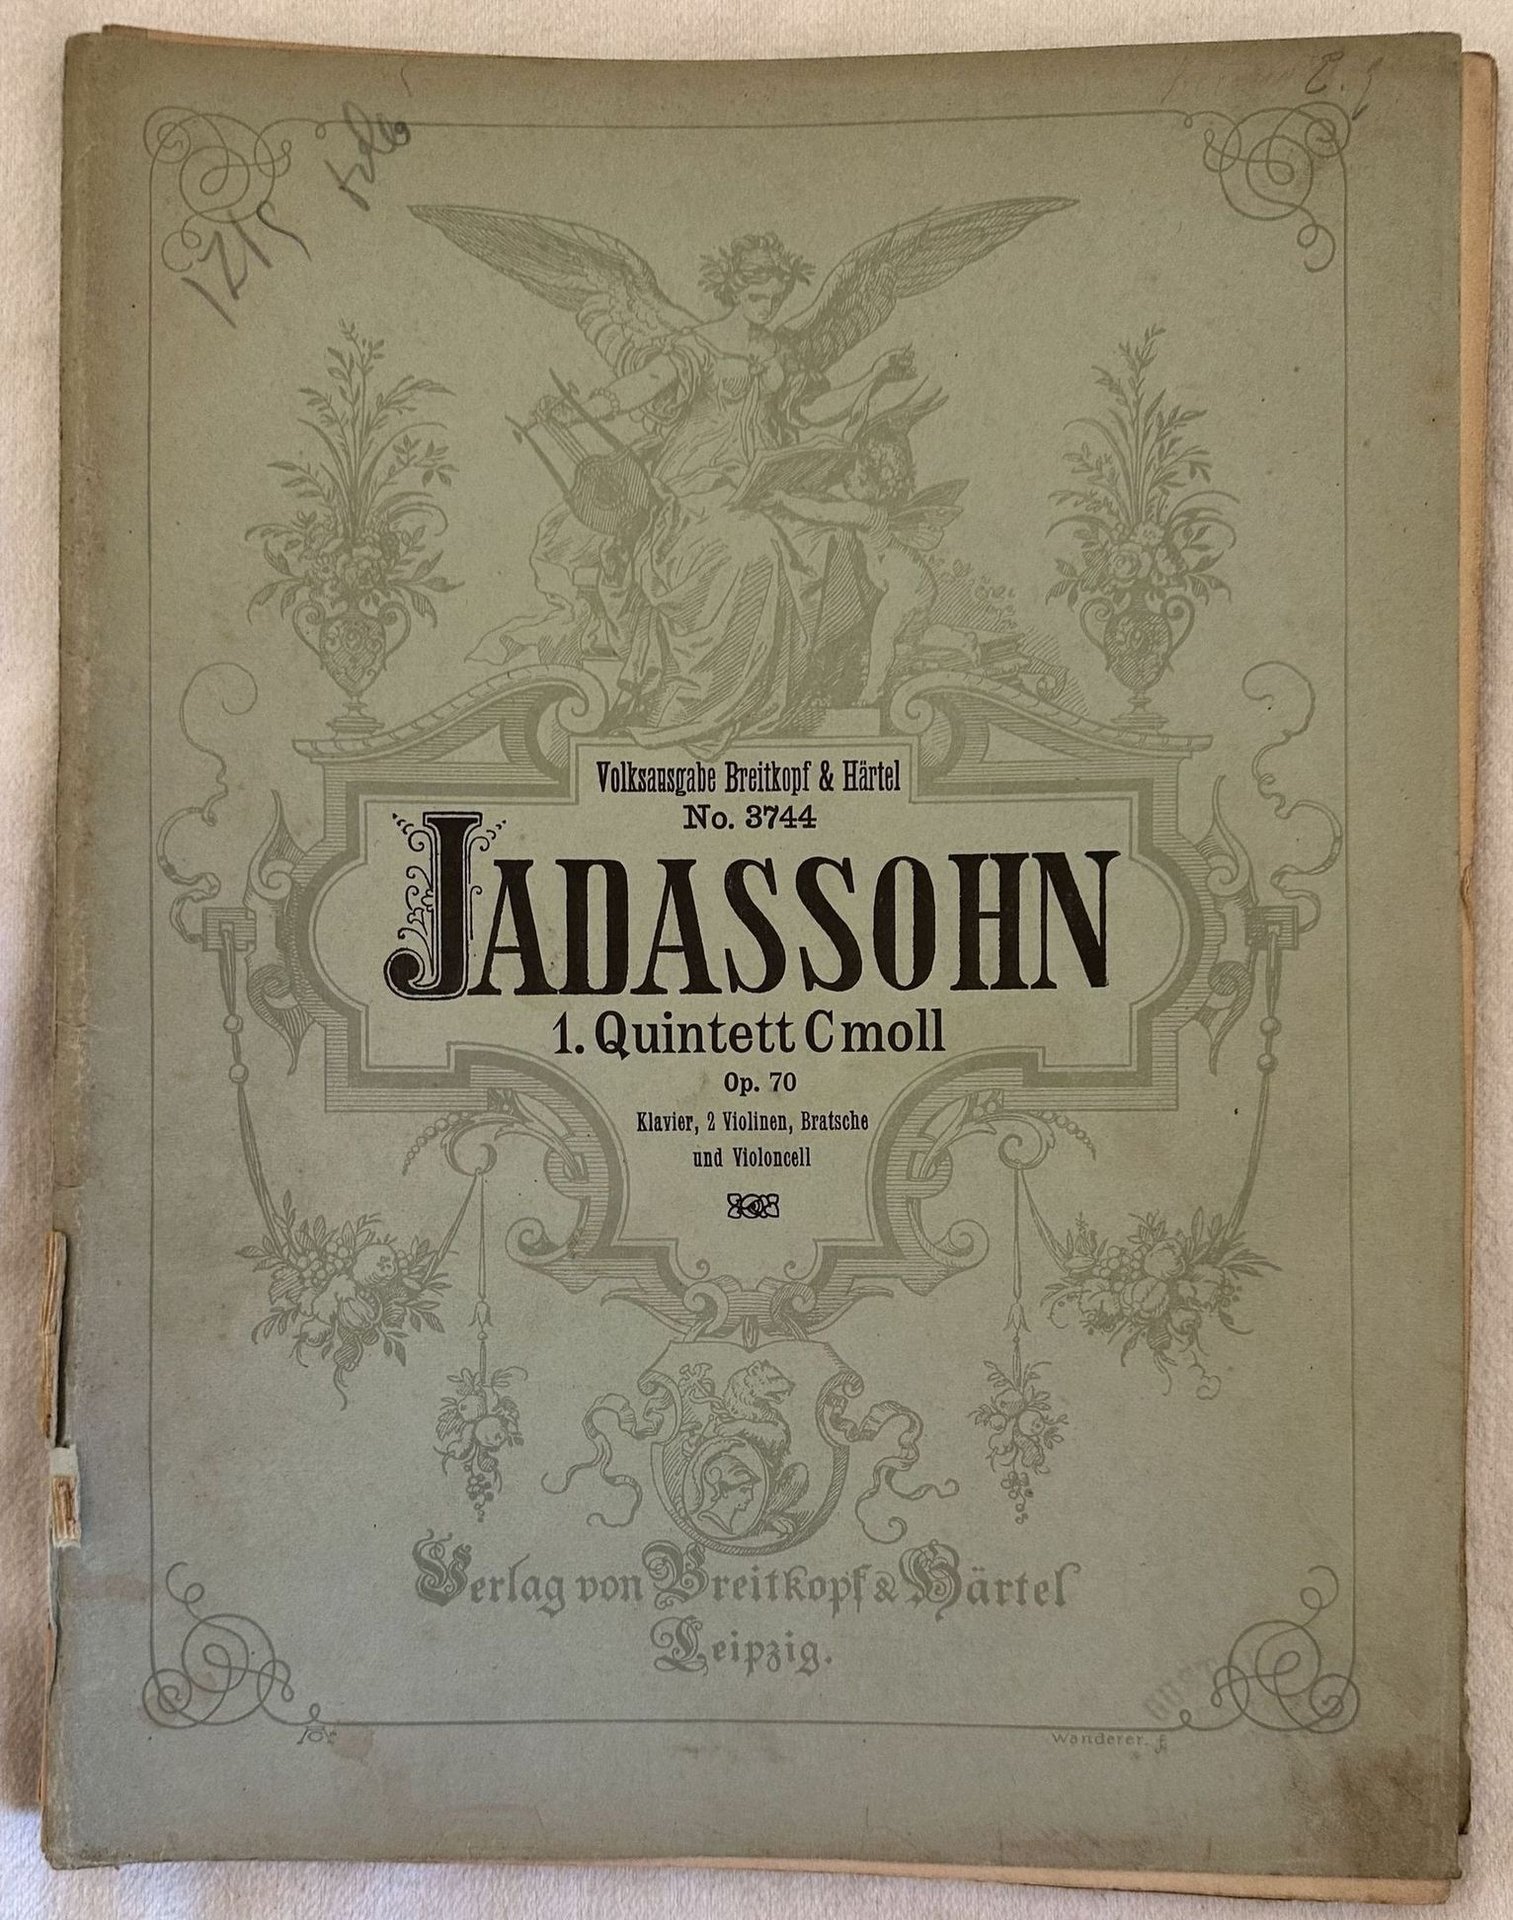 1215
Volksausgabe Breitkopf & Härtel
No. 3744
JADASSOHN
1. Quintett C moll
Op. 70
Klavier, 2 Violinen, Bratsche
und Violoncell
Verlag von Breitkopf & Härtel
Leipzig.
Wanderer.